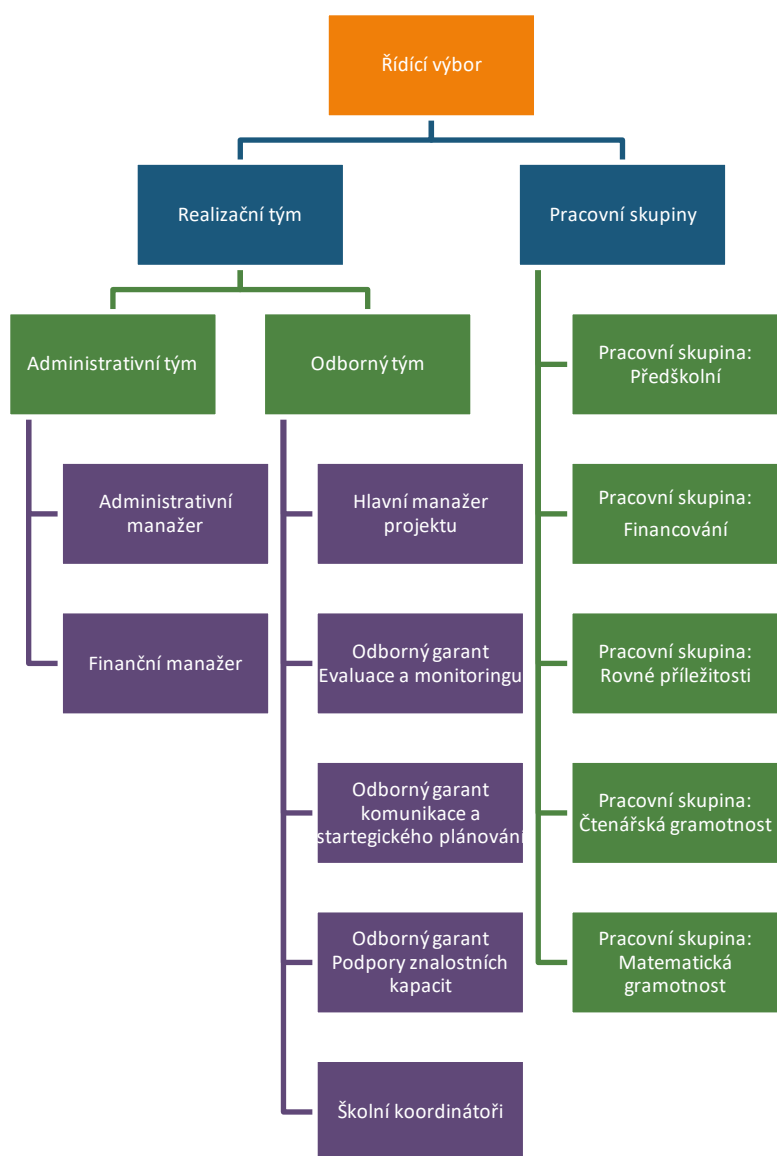 Řídící výbor
Realizační tým
Pracovní skupiny
Administrativní tým
Odborný tým
Pracovní skupina:
Předškolní
Administrativní
manažer
Hlavní manažer
projektu
Pracovní skupina:
Financování
Finanční manažer
Odborný garant
Evaluace a monitoringu
Pracovní skupina:
Rovné příležitosti
Odborný garant
komunikace a
startegického plánování
Pracovní skupina:
Čtenářská gramotnost
Odborný garant
Podpory znalostních
kapacit
Pracovní skupina:
Matematická
gramotnost
Školní koordinátoři